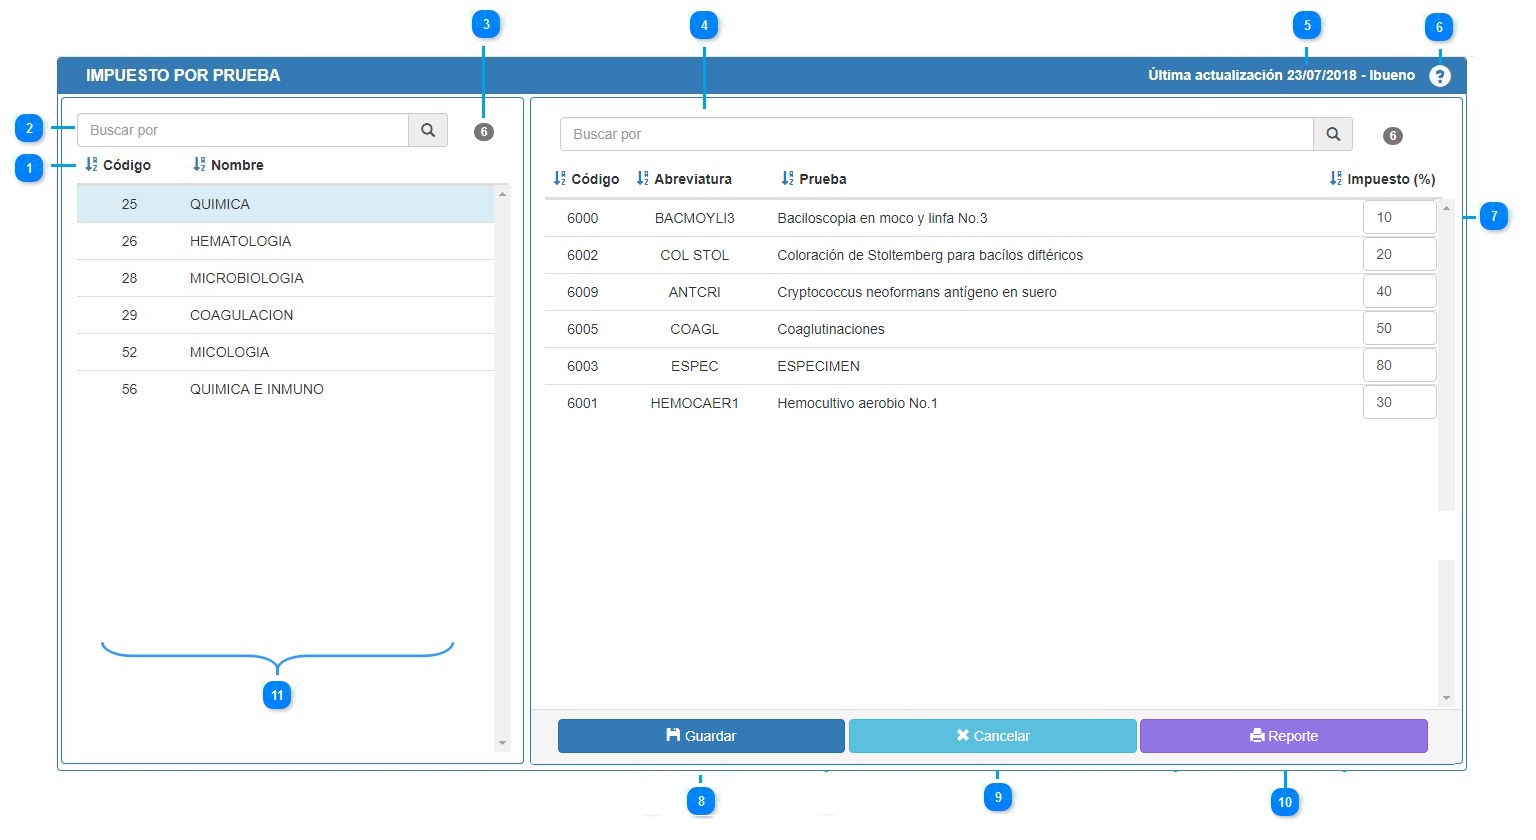 3 4 5 6
IMPUESTO POR PRUEBA Última actualización 23/07/2018 - lbueno ?
2 Buscar por 6
1 Código Nombre
25 QUIMICA
26 HEMATOLOGIA
28 MICROBIOLOGIA
29 COAGULACION
52 MICOLOGIA
56 QUIMICA E INMUNO
11
Buscar por 6
Código Abreviatura Prueba Impuesto (%)
6000 BACMOYLI3 Baciloscopia en moco y linfa No.3 10 7
6002 COL STOL Coloración de Stoltemberg para bacílos diftéricos 20
6009 ANTCRI Cryptococcus neoformans antígeno en suero 40
6005 COAGL Coaglutinaciones 50
6003 ESPEC ESPECIMEN 80
6001 HEMOCAER1 Hemocultivo aerobio No.1 30
Guardar Cancelar Reporte
8 9 10